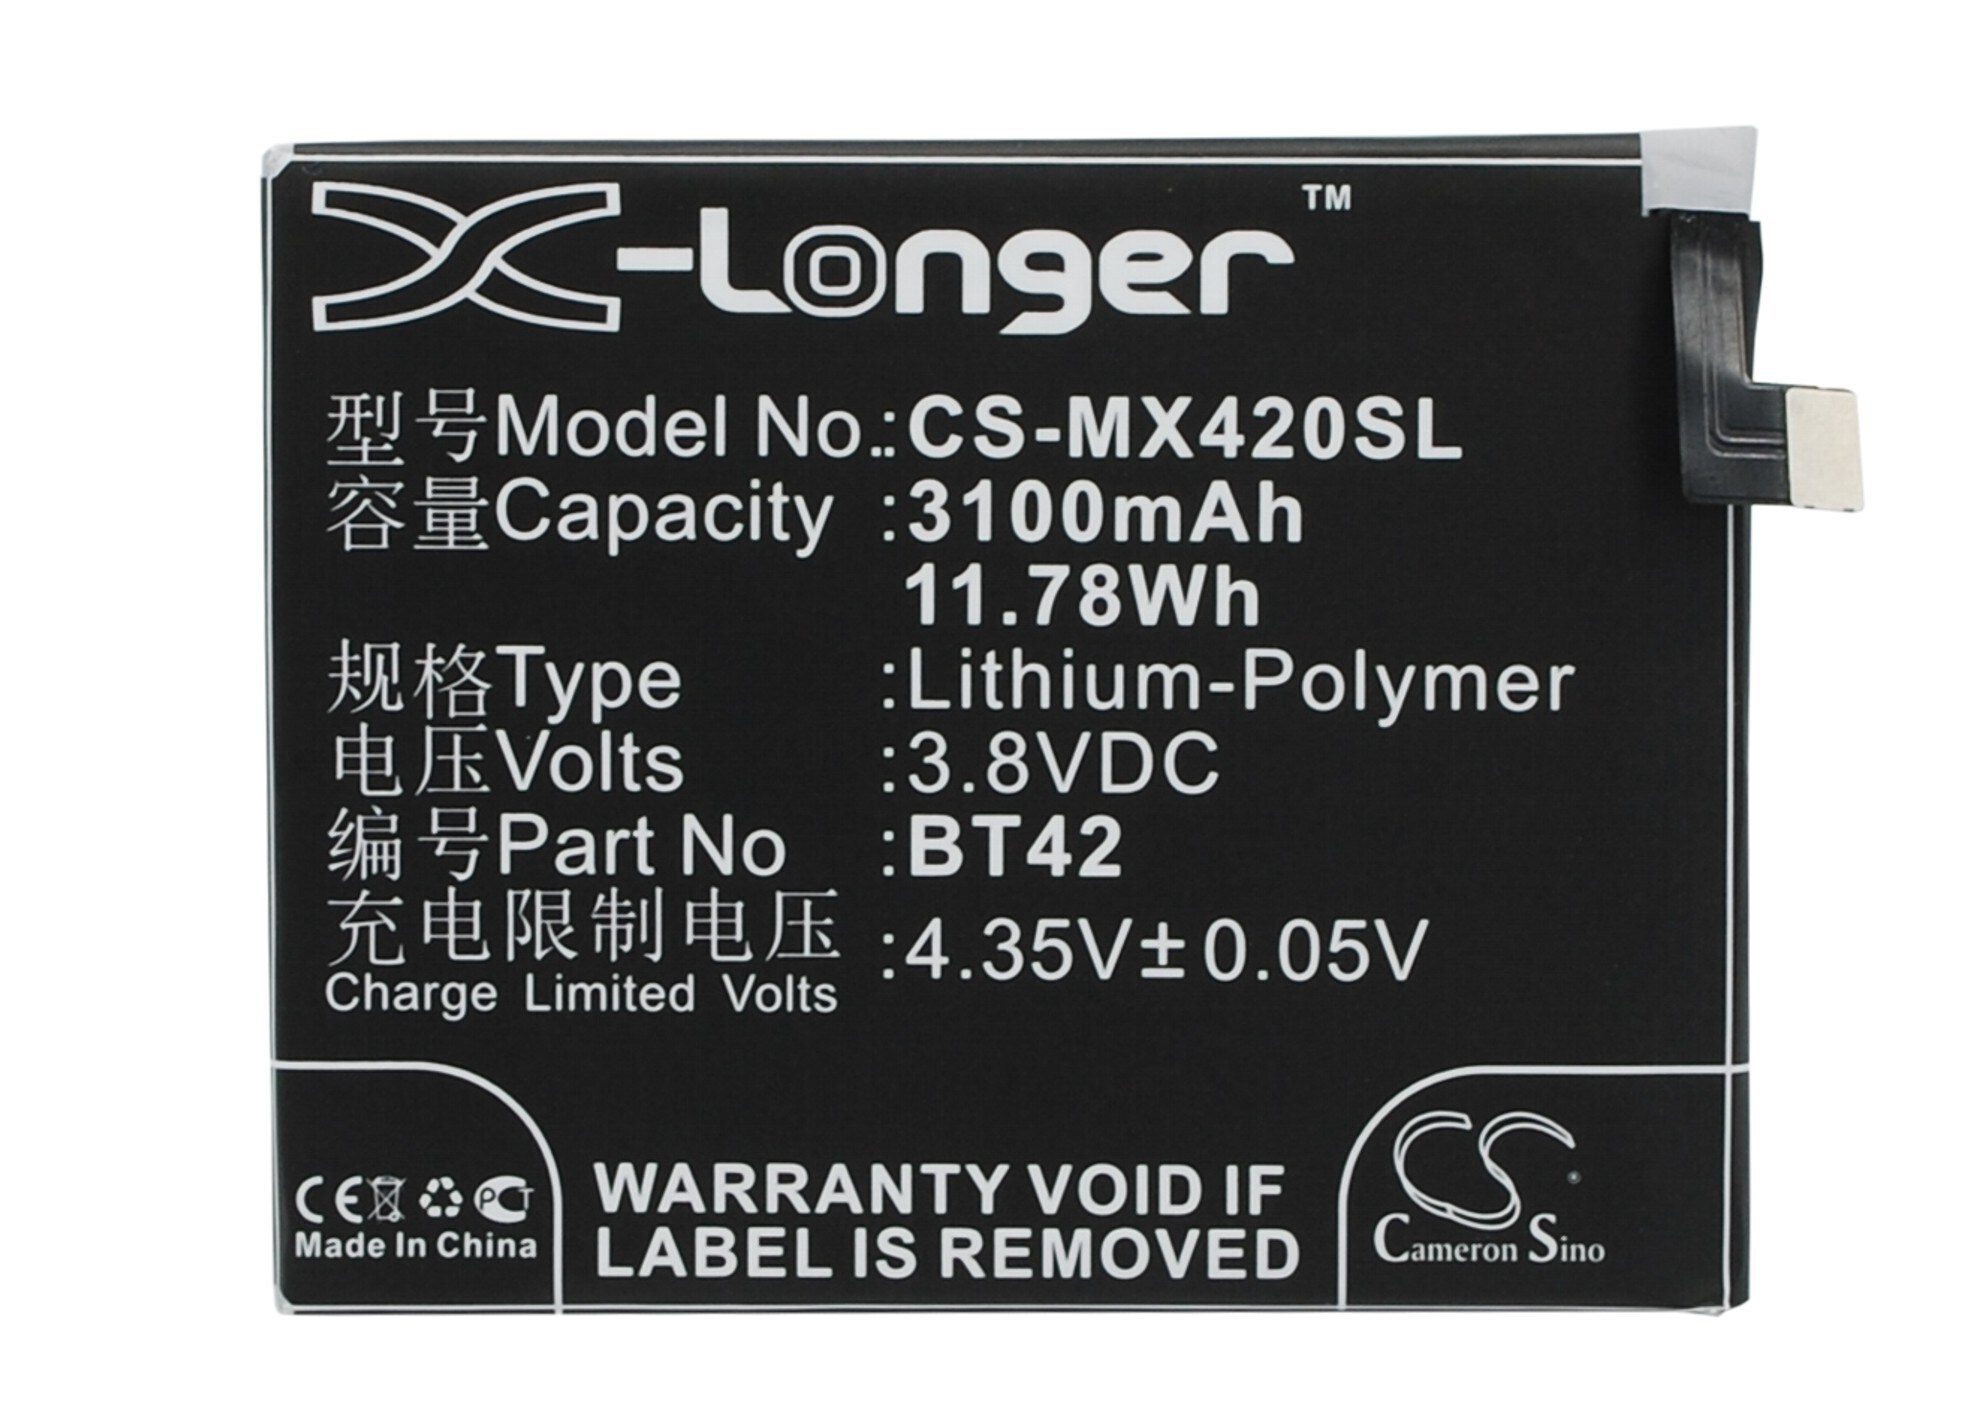 X-Longer™
型号Model No.:CS-MX420SL
容量Capacity :3100mAh
11.78Wh
规格Type :Lithium-Polymer
电压Volts :3.8VDC
编号Part No :BT42
充电限制电压 :4.35V±0.05V
Charge Limited Volts
CE PCT
Made In China
WARRANTY VOID IF
LABEL IS REMOVED
CS
Cameron Sino